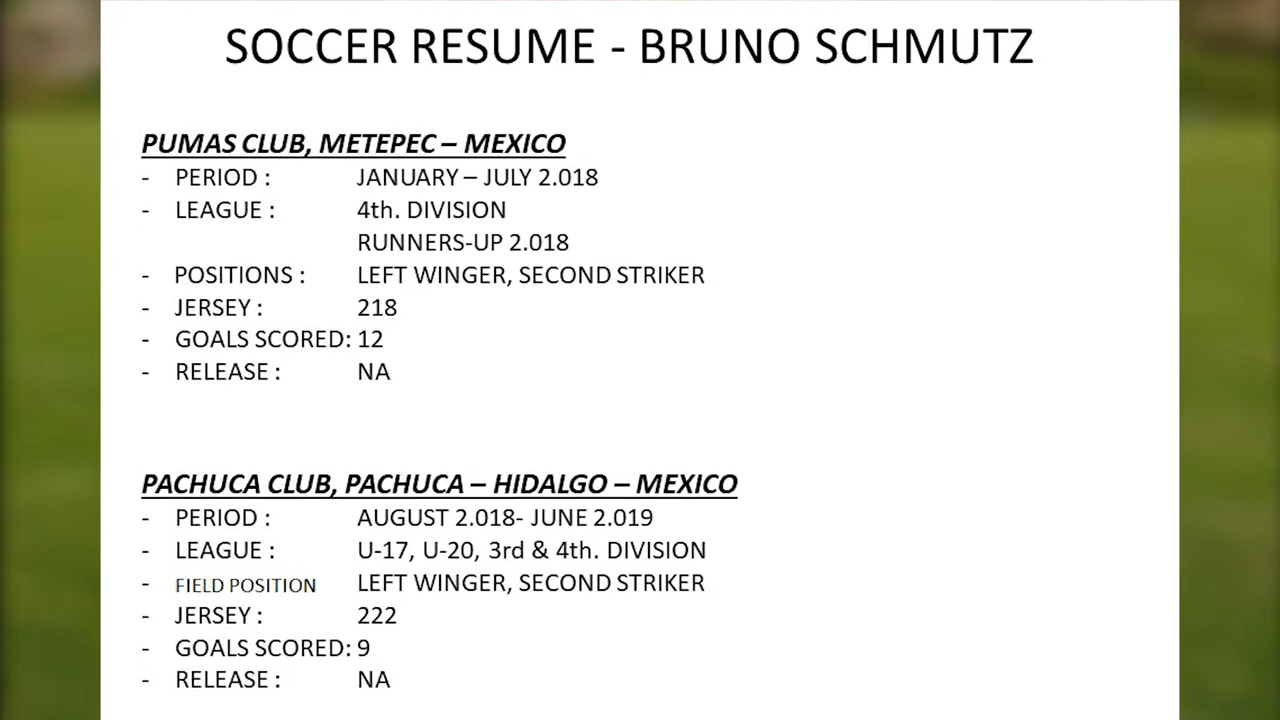 SOCCER RESUME - BRUNO SCHMUTZ
PUMAS CLUB, METEPEC – MEXICO
- PERIOD : JANUARY – JULY 2.018
- LEAGUE : 4th. DIVISION
RUNNERS-UP 2.018
- POSITIONS : LEFT WINGER, SECOND STRIKER
- JERSEY : 218
- GOALS SCORED: 12
- RELEASE : NA
PACHUCA CLUB, PACHUCA – HIDALGO – MEXICO
- PERIOD : AUGUST 2.018- JUNE 2.019
- LEAGUE : U-17, U-20, 3rd & 4th. DIVISION
- FIELD POSITION LEFT WINGER, SECOND STRIKER
- JERSEY : 222
- GOALS SCORED: 9
- RELEASE : NA